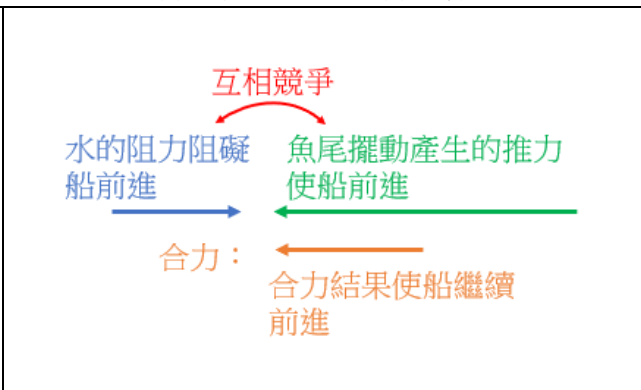 互相競爭
水的阻力阻礙
船前進
魚尾擺動產生的推力
使船前進
合力：
合力結果使船繼續
前進